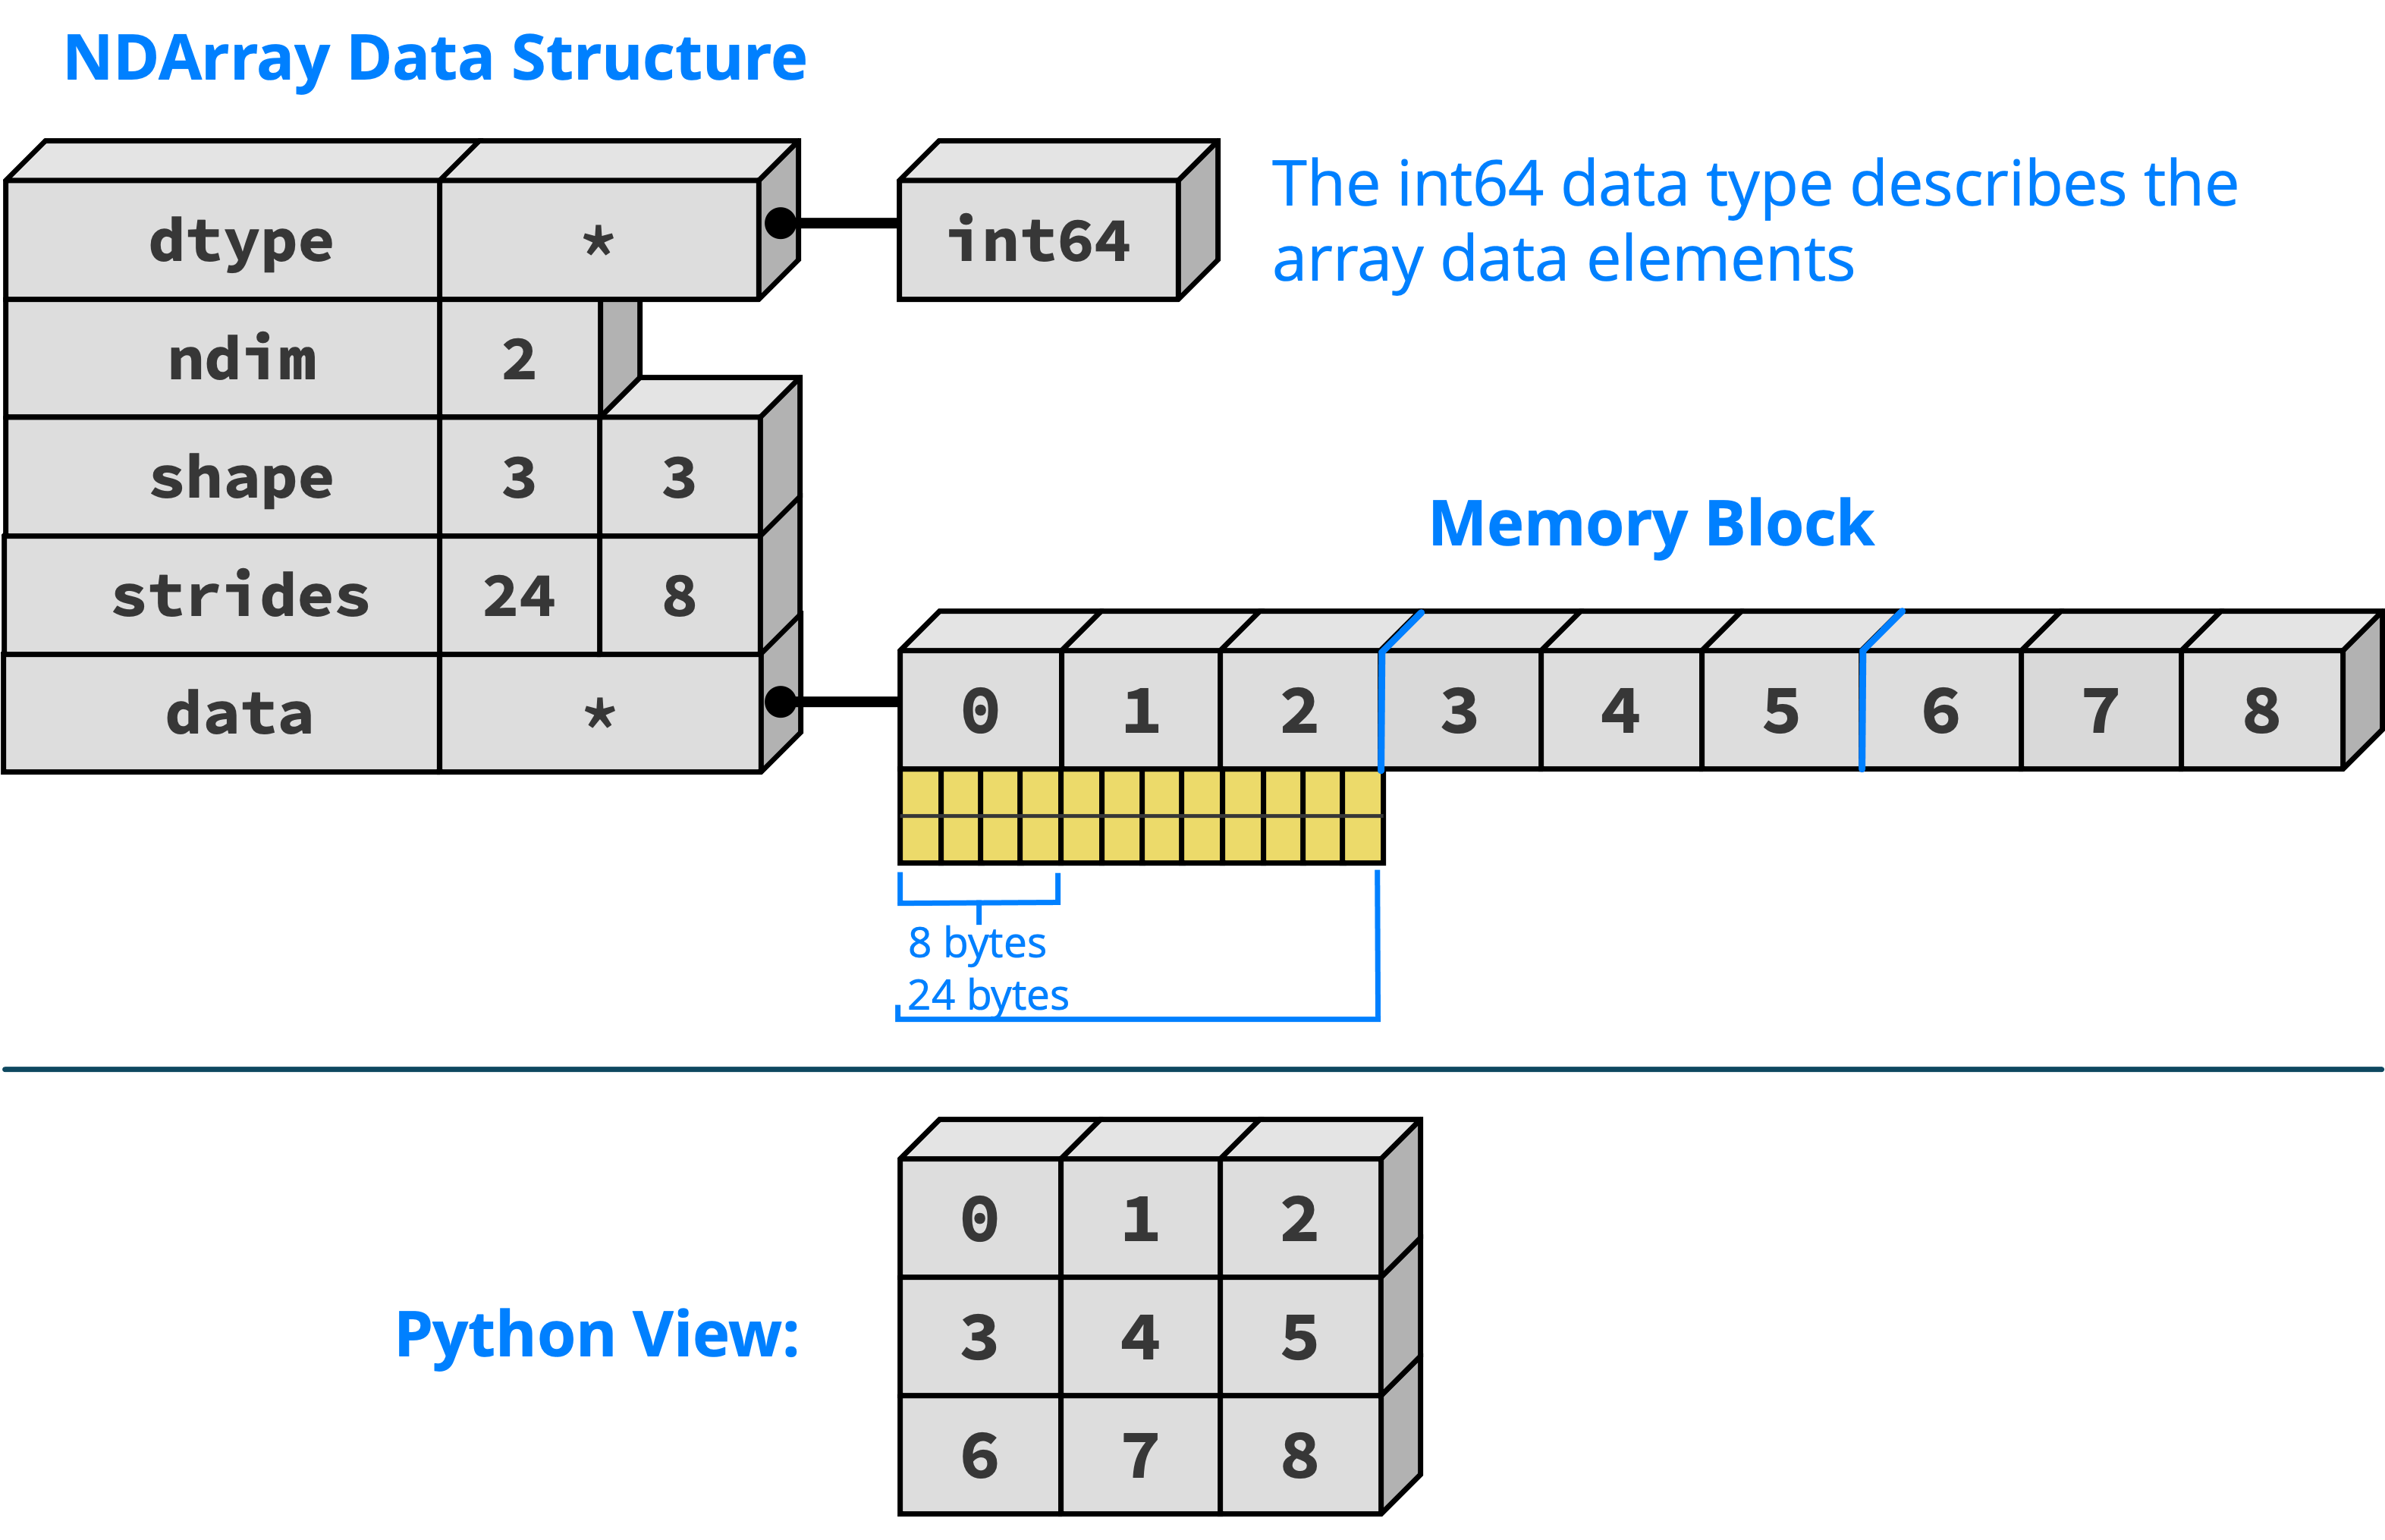 NDArray Data Structure
dtype * int64
The int64 data type describes the
array data elements
ndim 2
shape 3 3
strides 24 8
data *
Memory Block
0 1 2 3 4 5 6 7 8
8 bytes
24 bytes
Python View:
0 1 2
3 4 5
6 7 8